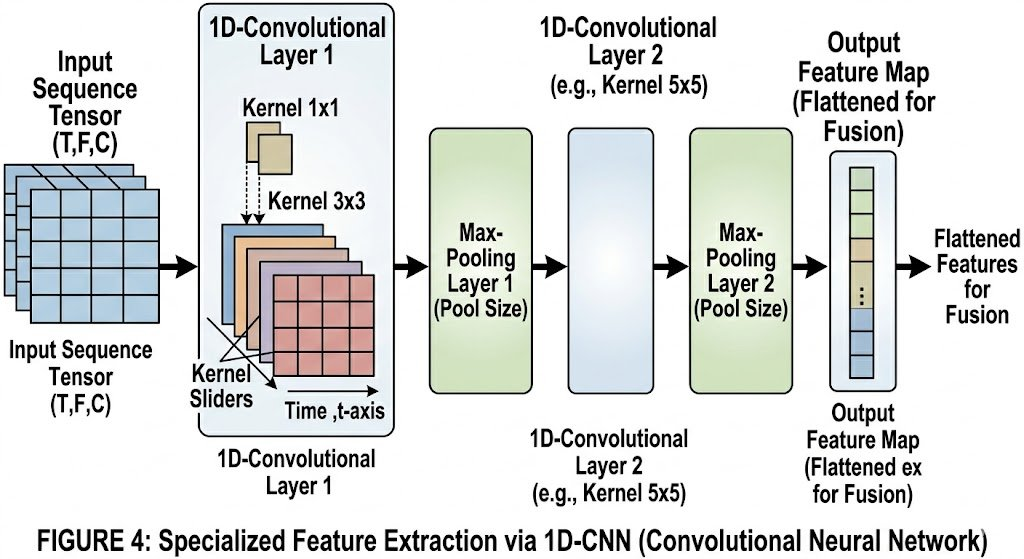 Input
Sequence
Tensor
(T,F,C)
Input Sequence
Tensor
(T,F,C)
1D-Convolutional
Layer 1
Kernel 1x1
Kernel 3x3
Kernel
Sliders
Time ,t-axis
1D-Convolutional
Layer 1
Max-
Pooling
Layer 1
(Pool Size)
1D-Convolutional
Layer 2
(e.g., Kernel 5x5)
1D-Convolutional
Layer 2
(e.g., Kernel 5x5)
Max-
Pooling
Layer 2
(Pool Size)
Output
Feature Map
(Flattened for
Fusion)
Output
Feature Map
(Flattened ex
for Fusion)
Flattened
Features
for
Fusion
FIGURE 4: Specialized Feature Extraction via 1D-CNN (Convolutional Neural Network)